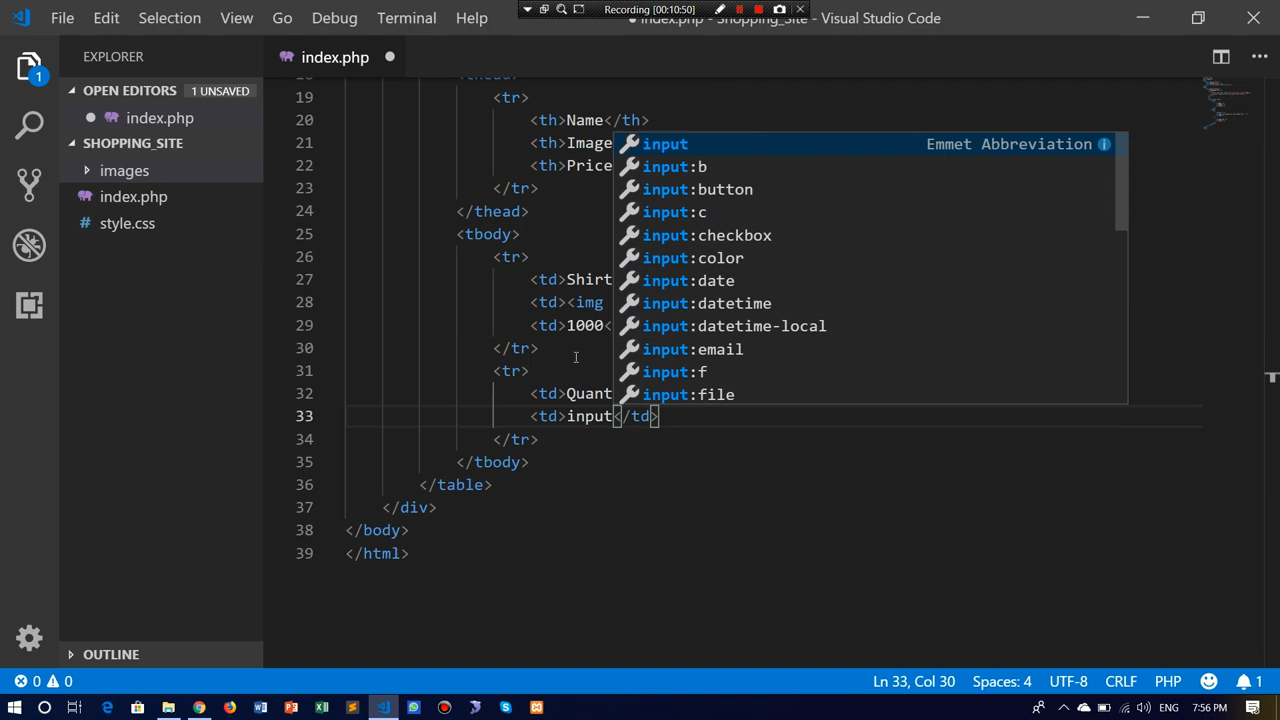 Recording [00:10:50]
File Edit Selection View Go Debug Terminal Help
index.php - Shopping_Site - Visual Studio Code
EXPLORER
OPEN EDITORS 1 UNSAVED
index.php
SHOPPING_SITE
images
index.php
style.css
OUTLINE
1
index.php
19 <tr>
20 <th>Name</th>
21 <th>Image
22 <th>Price
23 </tr>
24 </thead>
25 <tbody>
26 <tr>
27 <td>Shirt
28 <td><img
29 <td>1000<
30 </tr>
31 <tr>
32 <td>Quant
33 <td>input</td>
34 </tr>
35 </tbody>
36 </table>
37 </div>
38 </body>
39 </html>
input Emmet Abbreviation
input:b
input:button
input:c
input:checkbox
input:color
input:date
input:datetime
input:datetime-local
input:email
input:f
input:file
0 0 Ln 33, Col 30 Spaces: 4 UTF-8 CRLF PHP 1
ENG 7:56 PM